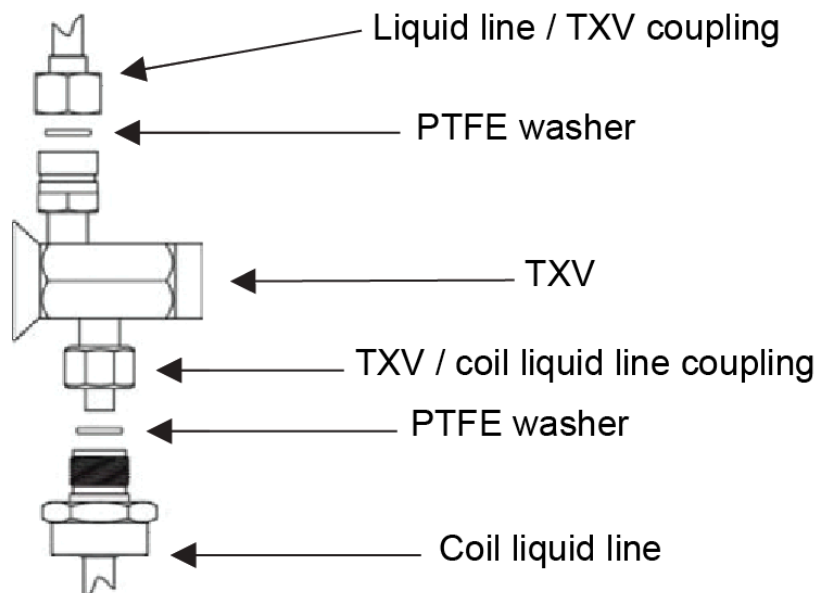 Liquid line / TXV coupling
PTFE washer
TXV
TXV / coil liquid line coupling
PTFE washer
Coil liquid line